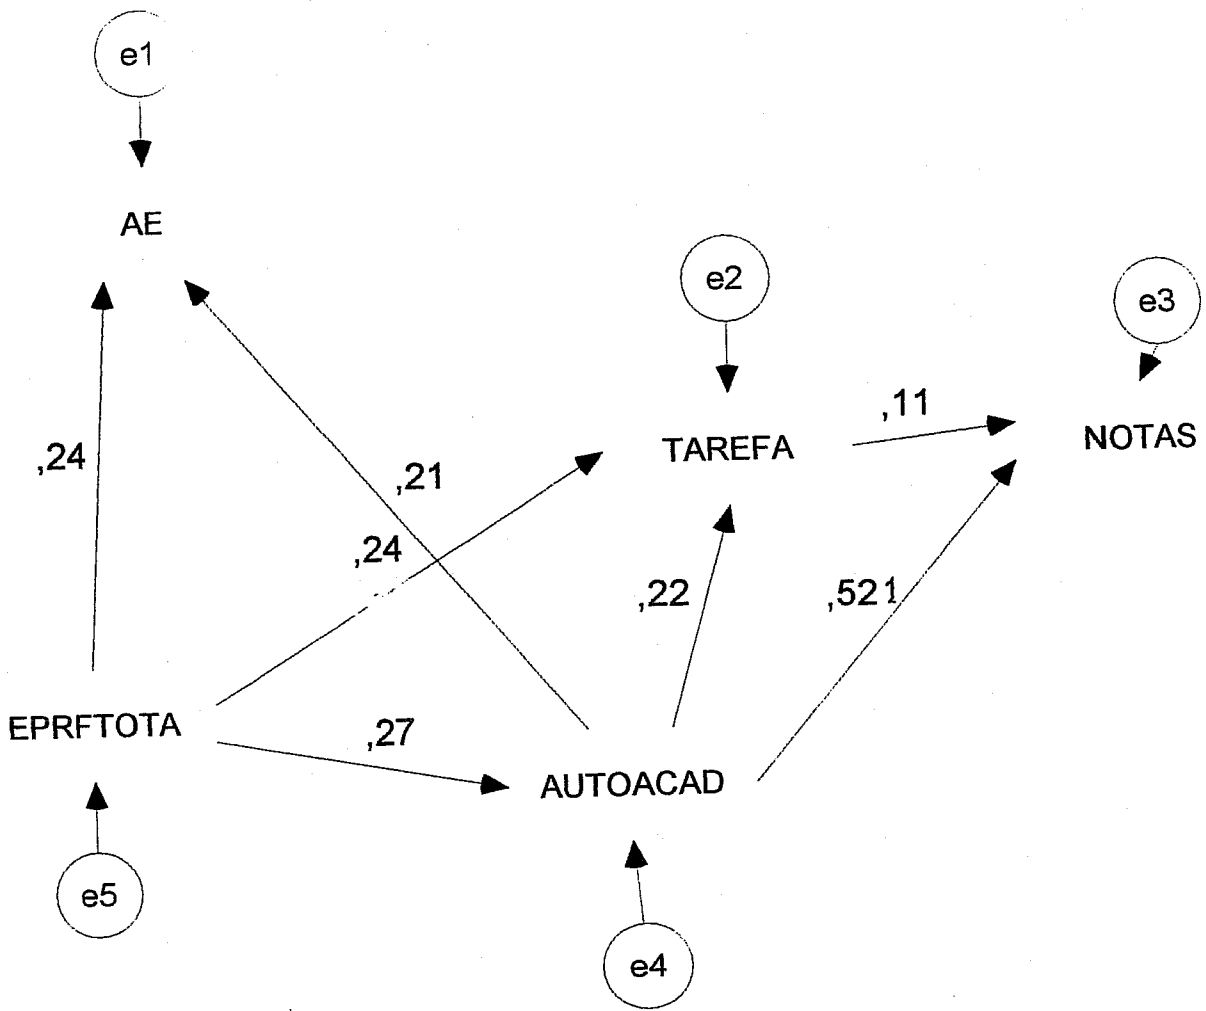 e1
AE
e2
e3
,11
TAREFA
NOTAS
,24
,21
,24
,22
,521
EPRFTOTA
,27
AUTOACAD
e5
e4